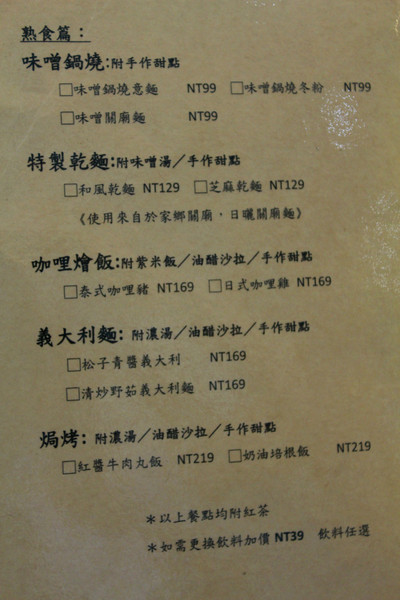 熟食篇：
味噌鍋燒:附手作甜點
□味噌鍋燒意麵 NT99 □味噌鍋燒冬粉 NT99
□味噌關廟麵 NT99
特製乾麵:附味噌湯／手作甜點
□和風乾麵 NT129 □芝麻乾麵 NT129
《使用來自於家鄉關廟，日曬關廟麵》
咖哩燴飯:附紫米飯／油醋沙拉／手作甜點
□泰式咖哩豬 NT169 □日式咖哩雞 NT169
義大利麵: 附濃湯／油醋沙拉／手作甜點
□松子青醬義大利 NT169
□清炒野菇義大利麵 NT169
焗烤: 附濃湯／油醋沙拉／手作甜點
□紅醬牛肉丸飯 NT219 □奶油培根飯 NT219
＊以上餐點均附紅茶
＊如需更換飲料加價 NT39 飲料任選